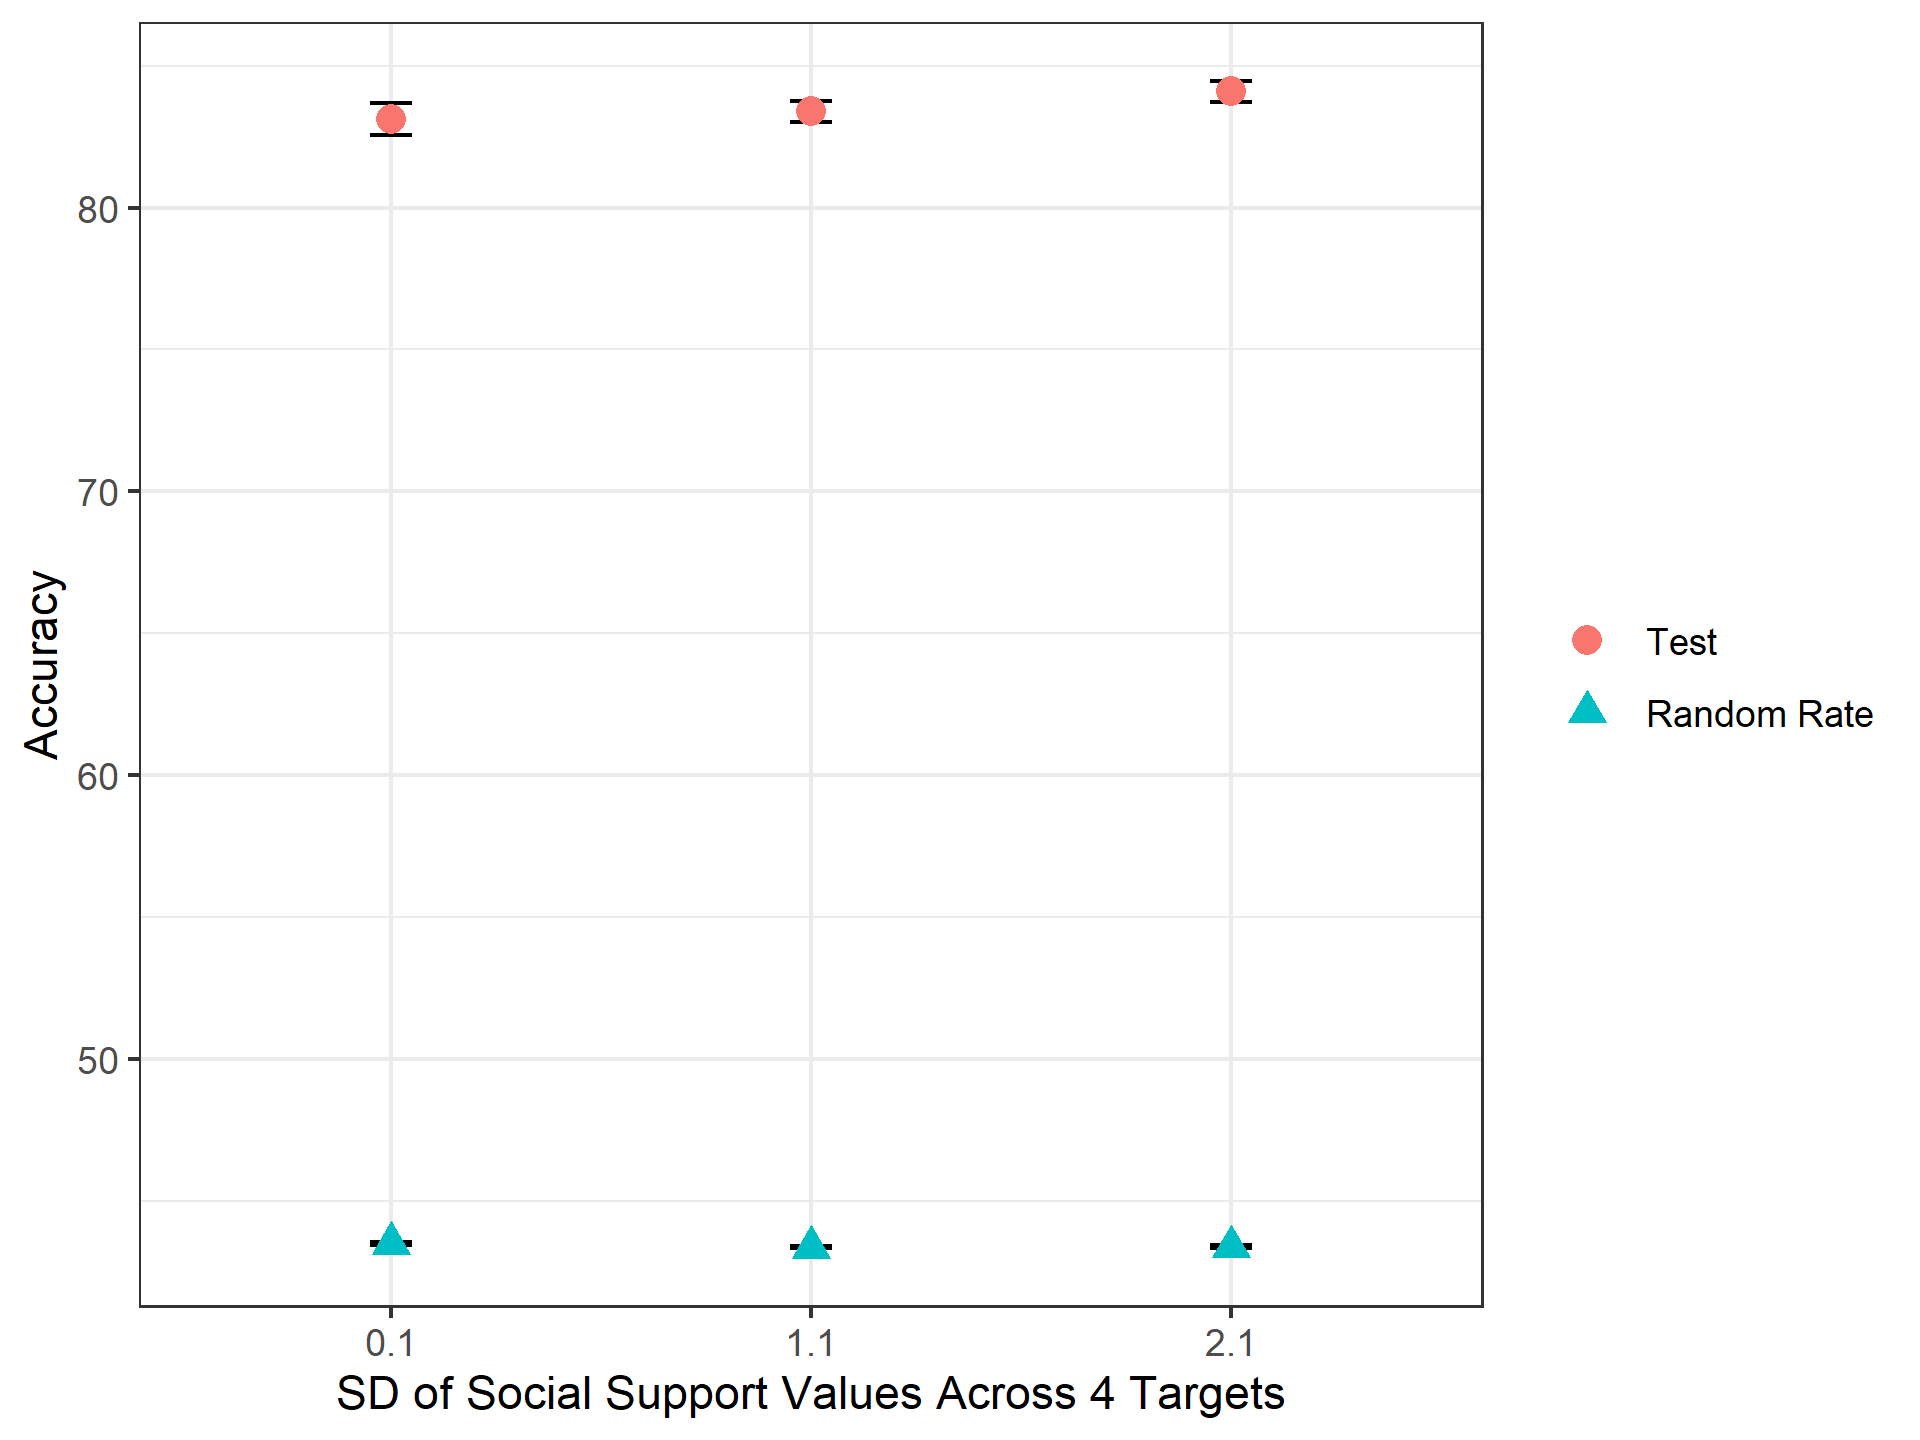 80
70
60
50
Accuracy
0.1
1.1
2.1
SD of Social Support Values Across 4 Targets
Test
Random Rate